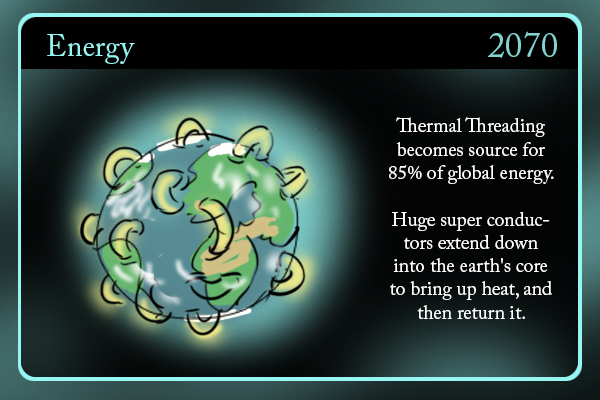 Energy
2070
Thermal Threading
becomes source for
85% of global energy.
Huge super conduc-
tors extend down
into the earth's core
to bring up heat, and
then return it.